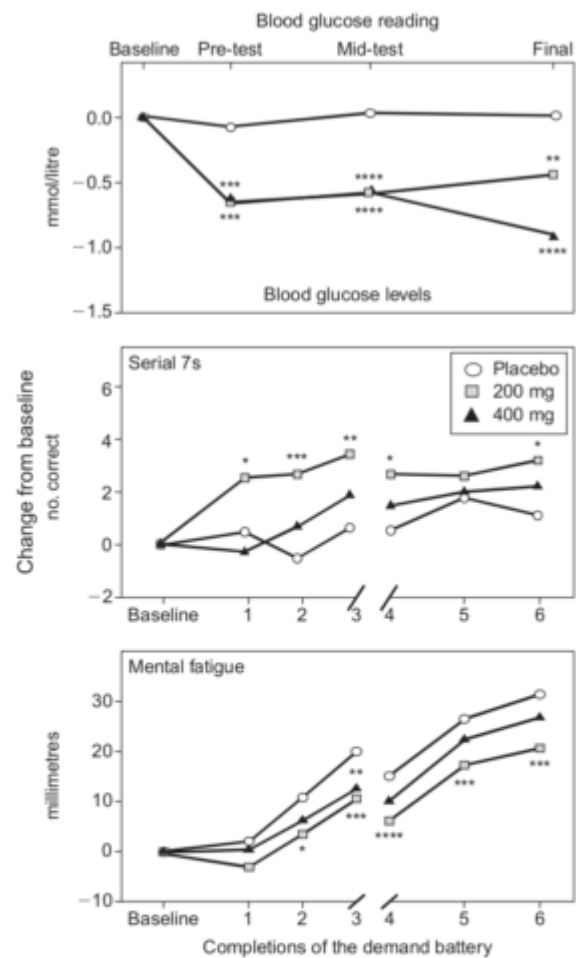 Blood glucose reading
Baseline Pre-test Mid-test Final
0.0
−0.5
−1.0
−1.5
mmol/litre
***
***
****
****
**
****
Blood glucose levels
Change from baseline
no. correct
Serial 7s
Placebo
200 mg
400 mg
6
4
2
0
−2
* *** ** * *
Baseline 1 2 3 4 5 6
Mental fatigue
millimetres
30
20
10
0
−10
**
* *** **** *** ***
Baseline 1 2 3 4 5 6
Completions of the demand battery